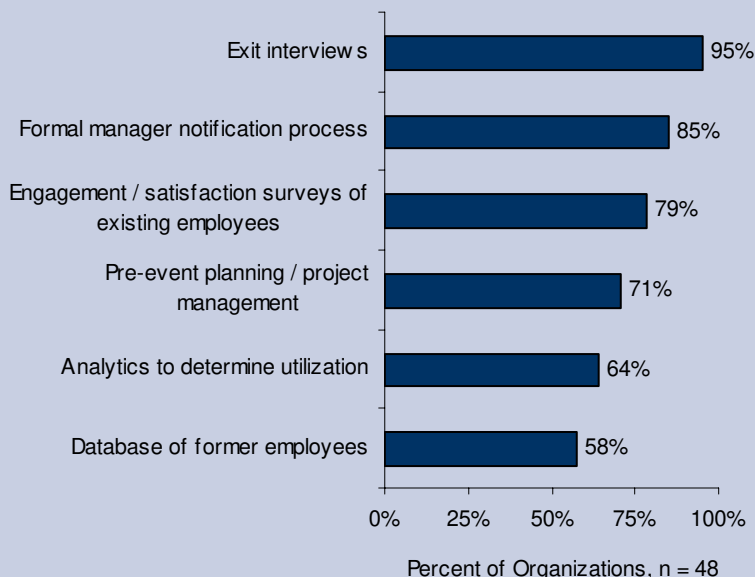 Exit interviews
95%
Formal manager notification process
85%
Engagement / satisfaction surveys of
existing employees
79%
Pre-event planning / project
management
71%
Analytics to determine utilization
64%
Database of former employees
58%
0% 25% 50% 75% 100%
Percent of Organizations, n = 48